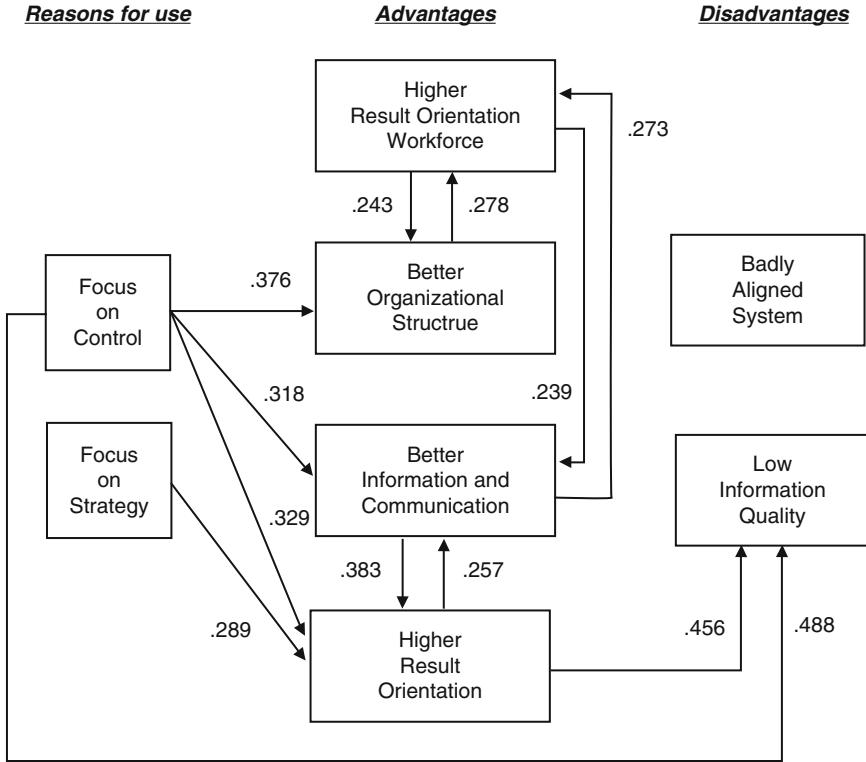 Reasons for use
Advantages
Disadvantages
Higher
Result Orientation
Workforce
.273
.243
.278
Focus
on
Control
.376
Better
Organizational
Structrue
Badly
Aligned
System
.318
.239
Focus
on
Strategy
Better
Information and
Communication
Low
Information
Quality
.329
.383
.257
.289
Higher
Result
Orientation
.456
.488